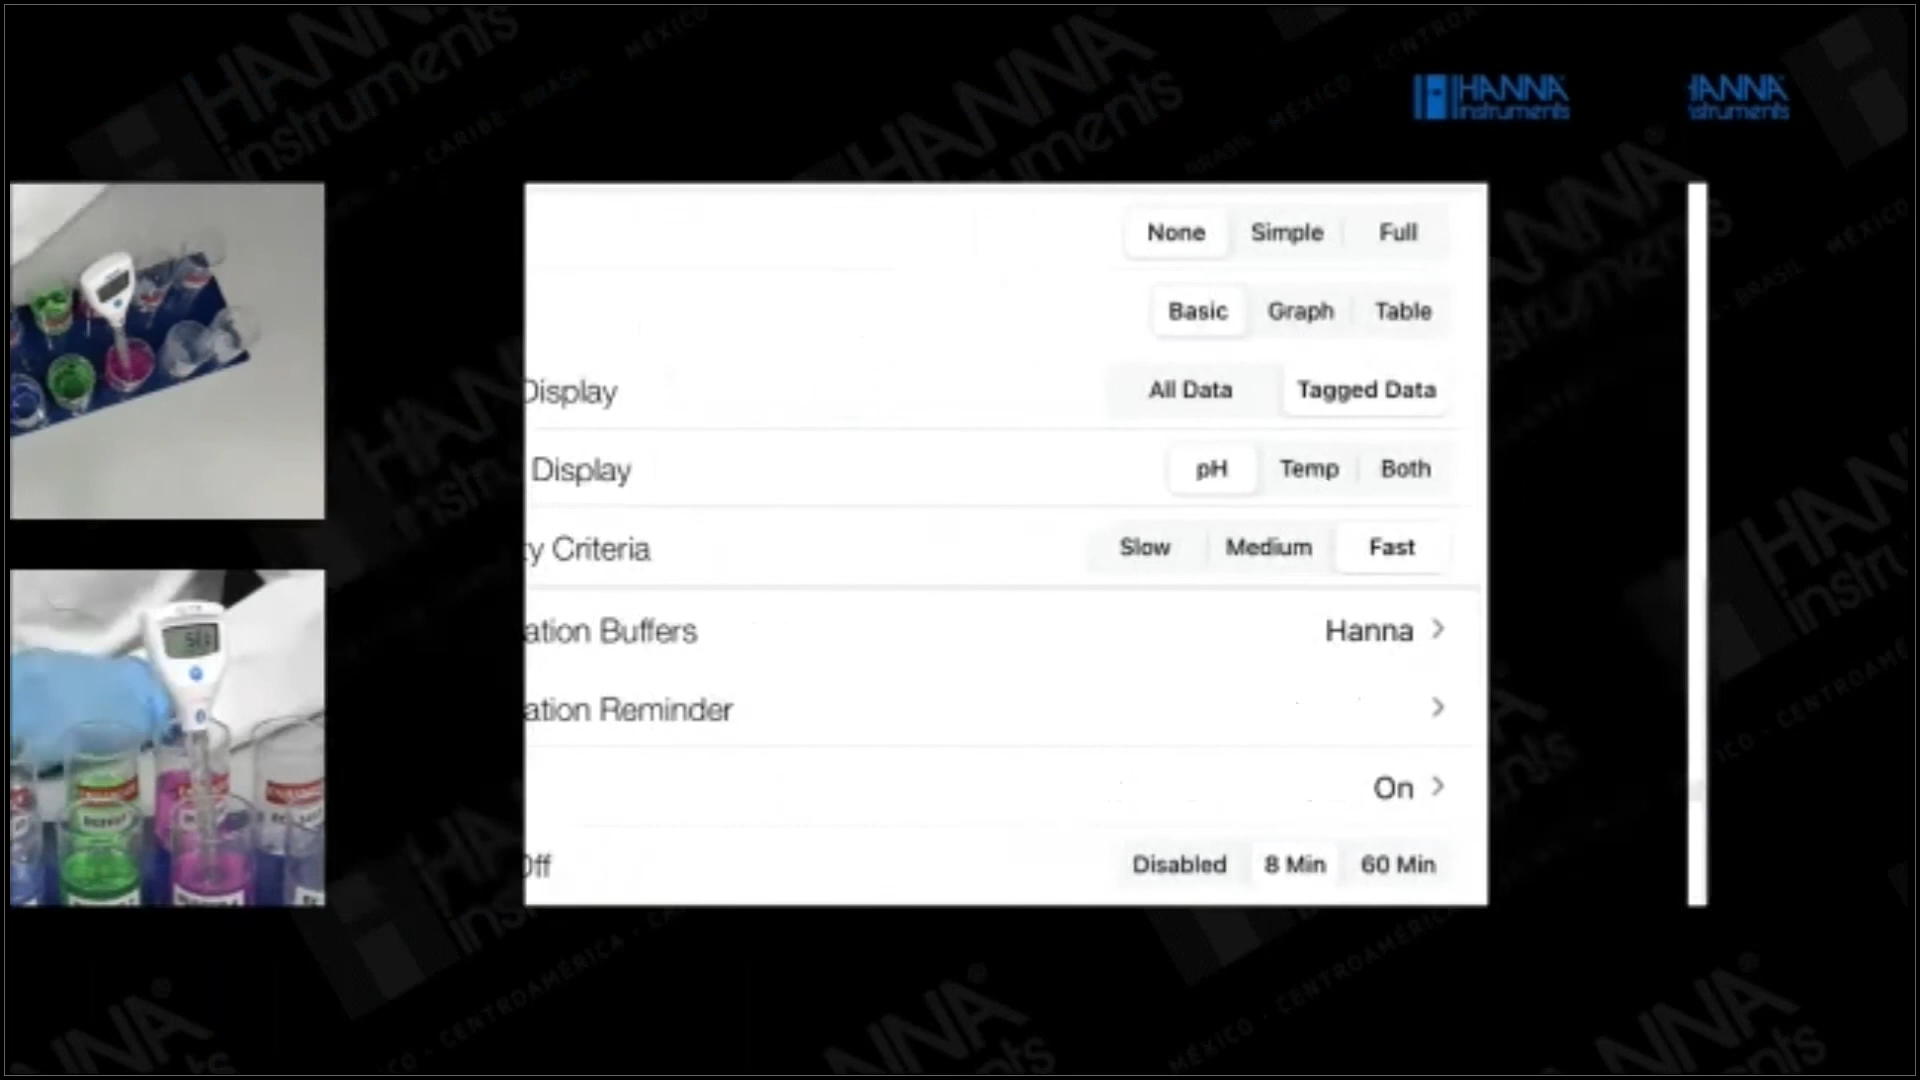 HANNA instruments
HANNA instruments
None Simple Full
Basic Graph Table
Display All Data Tagged Data
Display pH Temp Both
ty Criteria Slow Medium Fast
ation Buffers Hanna
ation Reminder
On
Off Disabled 8 Min 60 Min